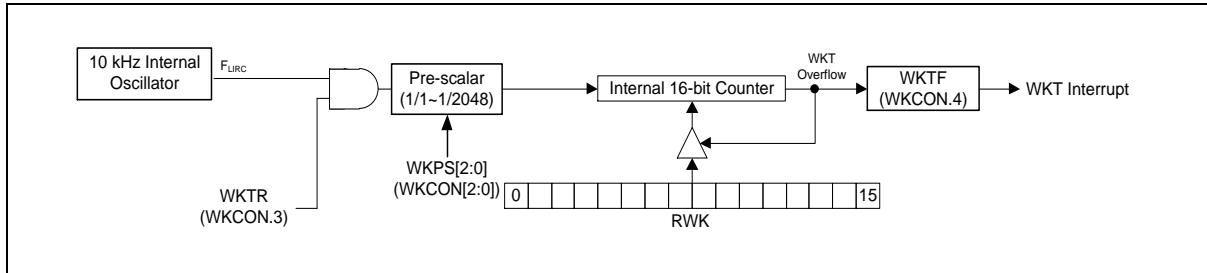 10 kHz Internal
Oscillator
FLIRC
Pre-scalar
(1/1~1/2048)
Internal 16-bit Counter
WKT
Overflow
WKTF
(WKCON.4)
WKT Interrupt
WKPS[2:0]
(WKCON[2:0])
WKTR
(WKCON.3)
0
15
RWK